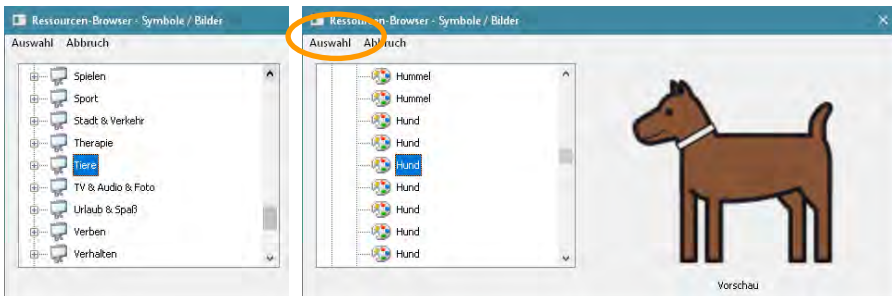 Ressourcen-Browser - Symbole / Bilder
Auswahl Abbruch
Spielen
Sport
Stadt & Verkehr
Therapie
Tiere
TV & Audio & Foto
Urlaub & Spaß
Verben
Verhalten
Ressourcen-Browser - Symbole / Bilder
Auswahl Abbruch
Hummel
Hummel
Hund
Hund
Hund
Hund
Hund
Hund
Hund
Vorschau